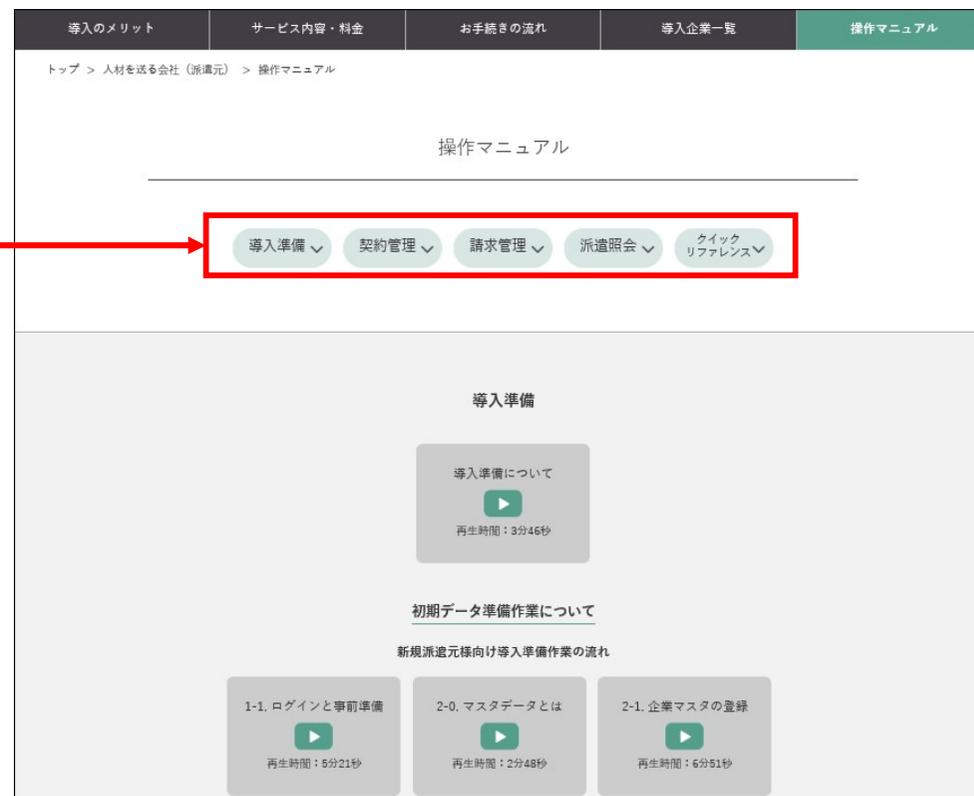 導入のメリット
サービス内容・料金
お手続きの流れ
導入企業一覧
操作マニュアル
トップ > 人材を送る会社（派遣元） > 操作マニュアル
操作マニュアル
導入準備
契約管理
請求管理
派遣照会
クイック
リファレンス
導入準備
導入準備について
再生時間：3分46秒
初期データ準備作業について
新規派遣元様向け導入準備作業の流れ
1-1. ログインと事前準備
再生時間：5分21秒
2-0. マスタデータとは
再生時間：2分48秒
2-1. 企業マスタの登録
再生時間：6分51秒